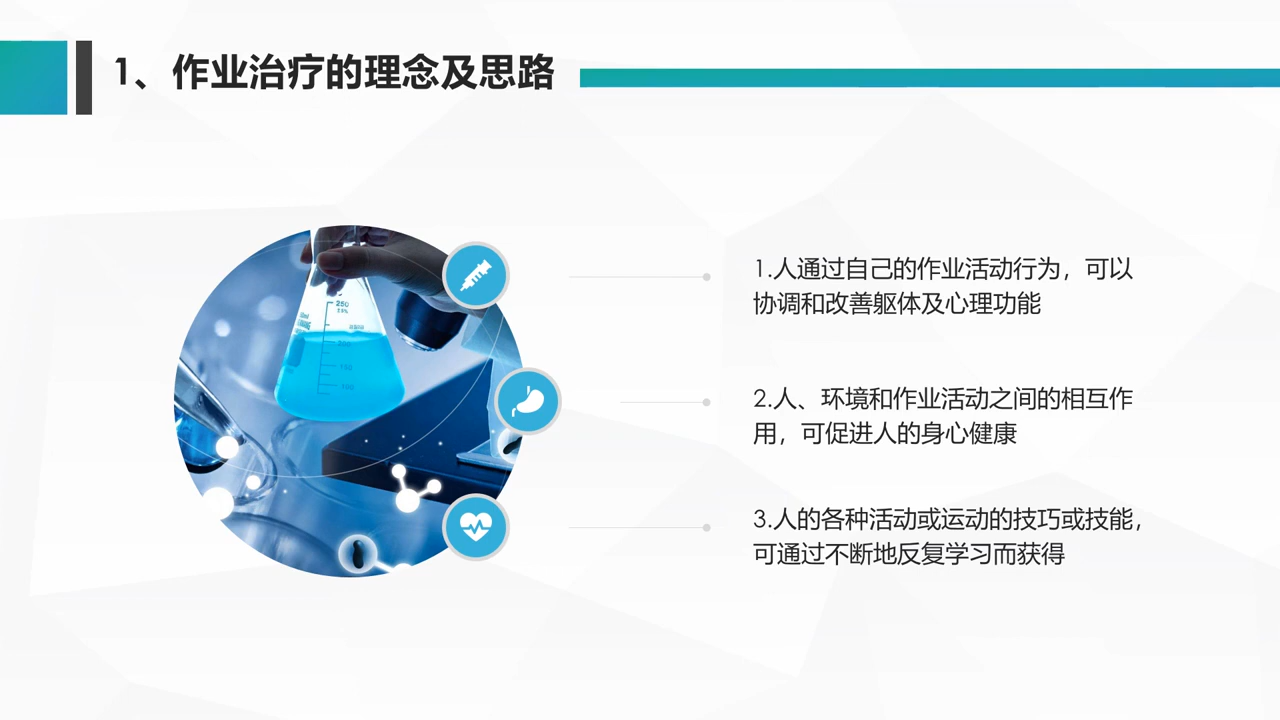 1、作业治疗的理念及思路
1.人通过自己的作业活动行为，可以
协调和改善躯体及心理功能
2.人、环境和作业活动之间的相互作
用，可促进人的身心健康
3.人的各种活动或运动的技巧或技能，
可通过不断地反复学习而获得
250